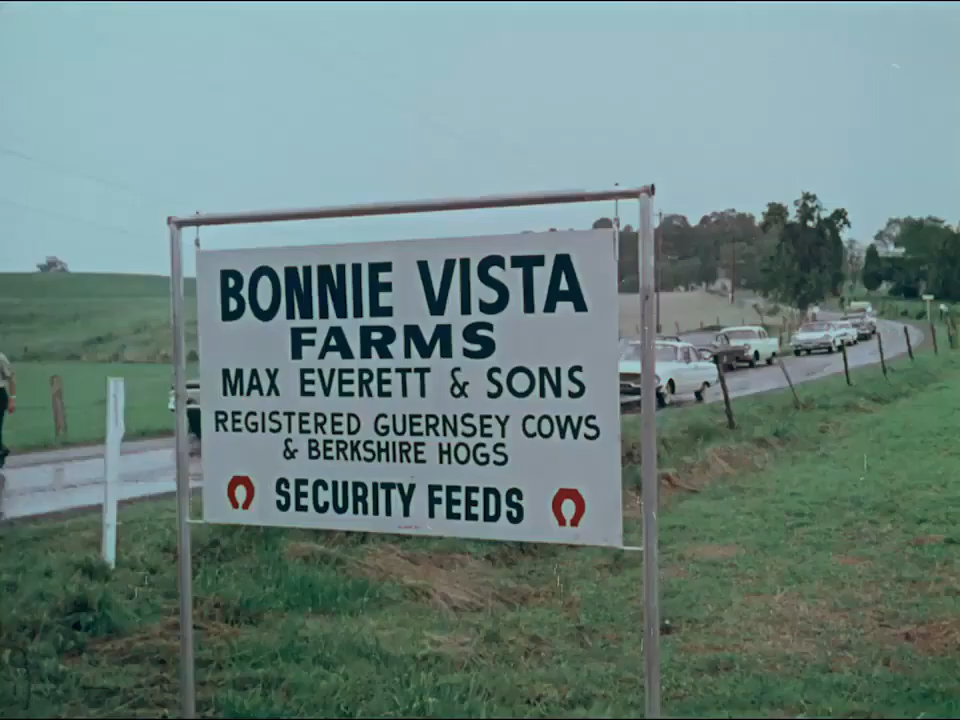 BONNIE VISTA
FARMS
MAX EVERETT & SONS
REGISTERED GUERNSEY COWS
& BERKSHIRE HOGS
SECURITY FEEDS